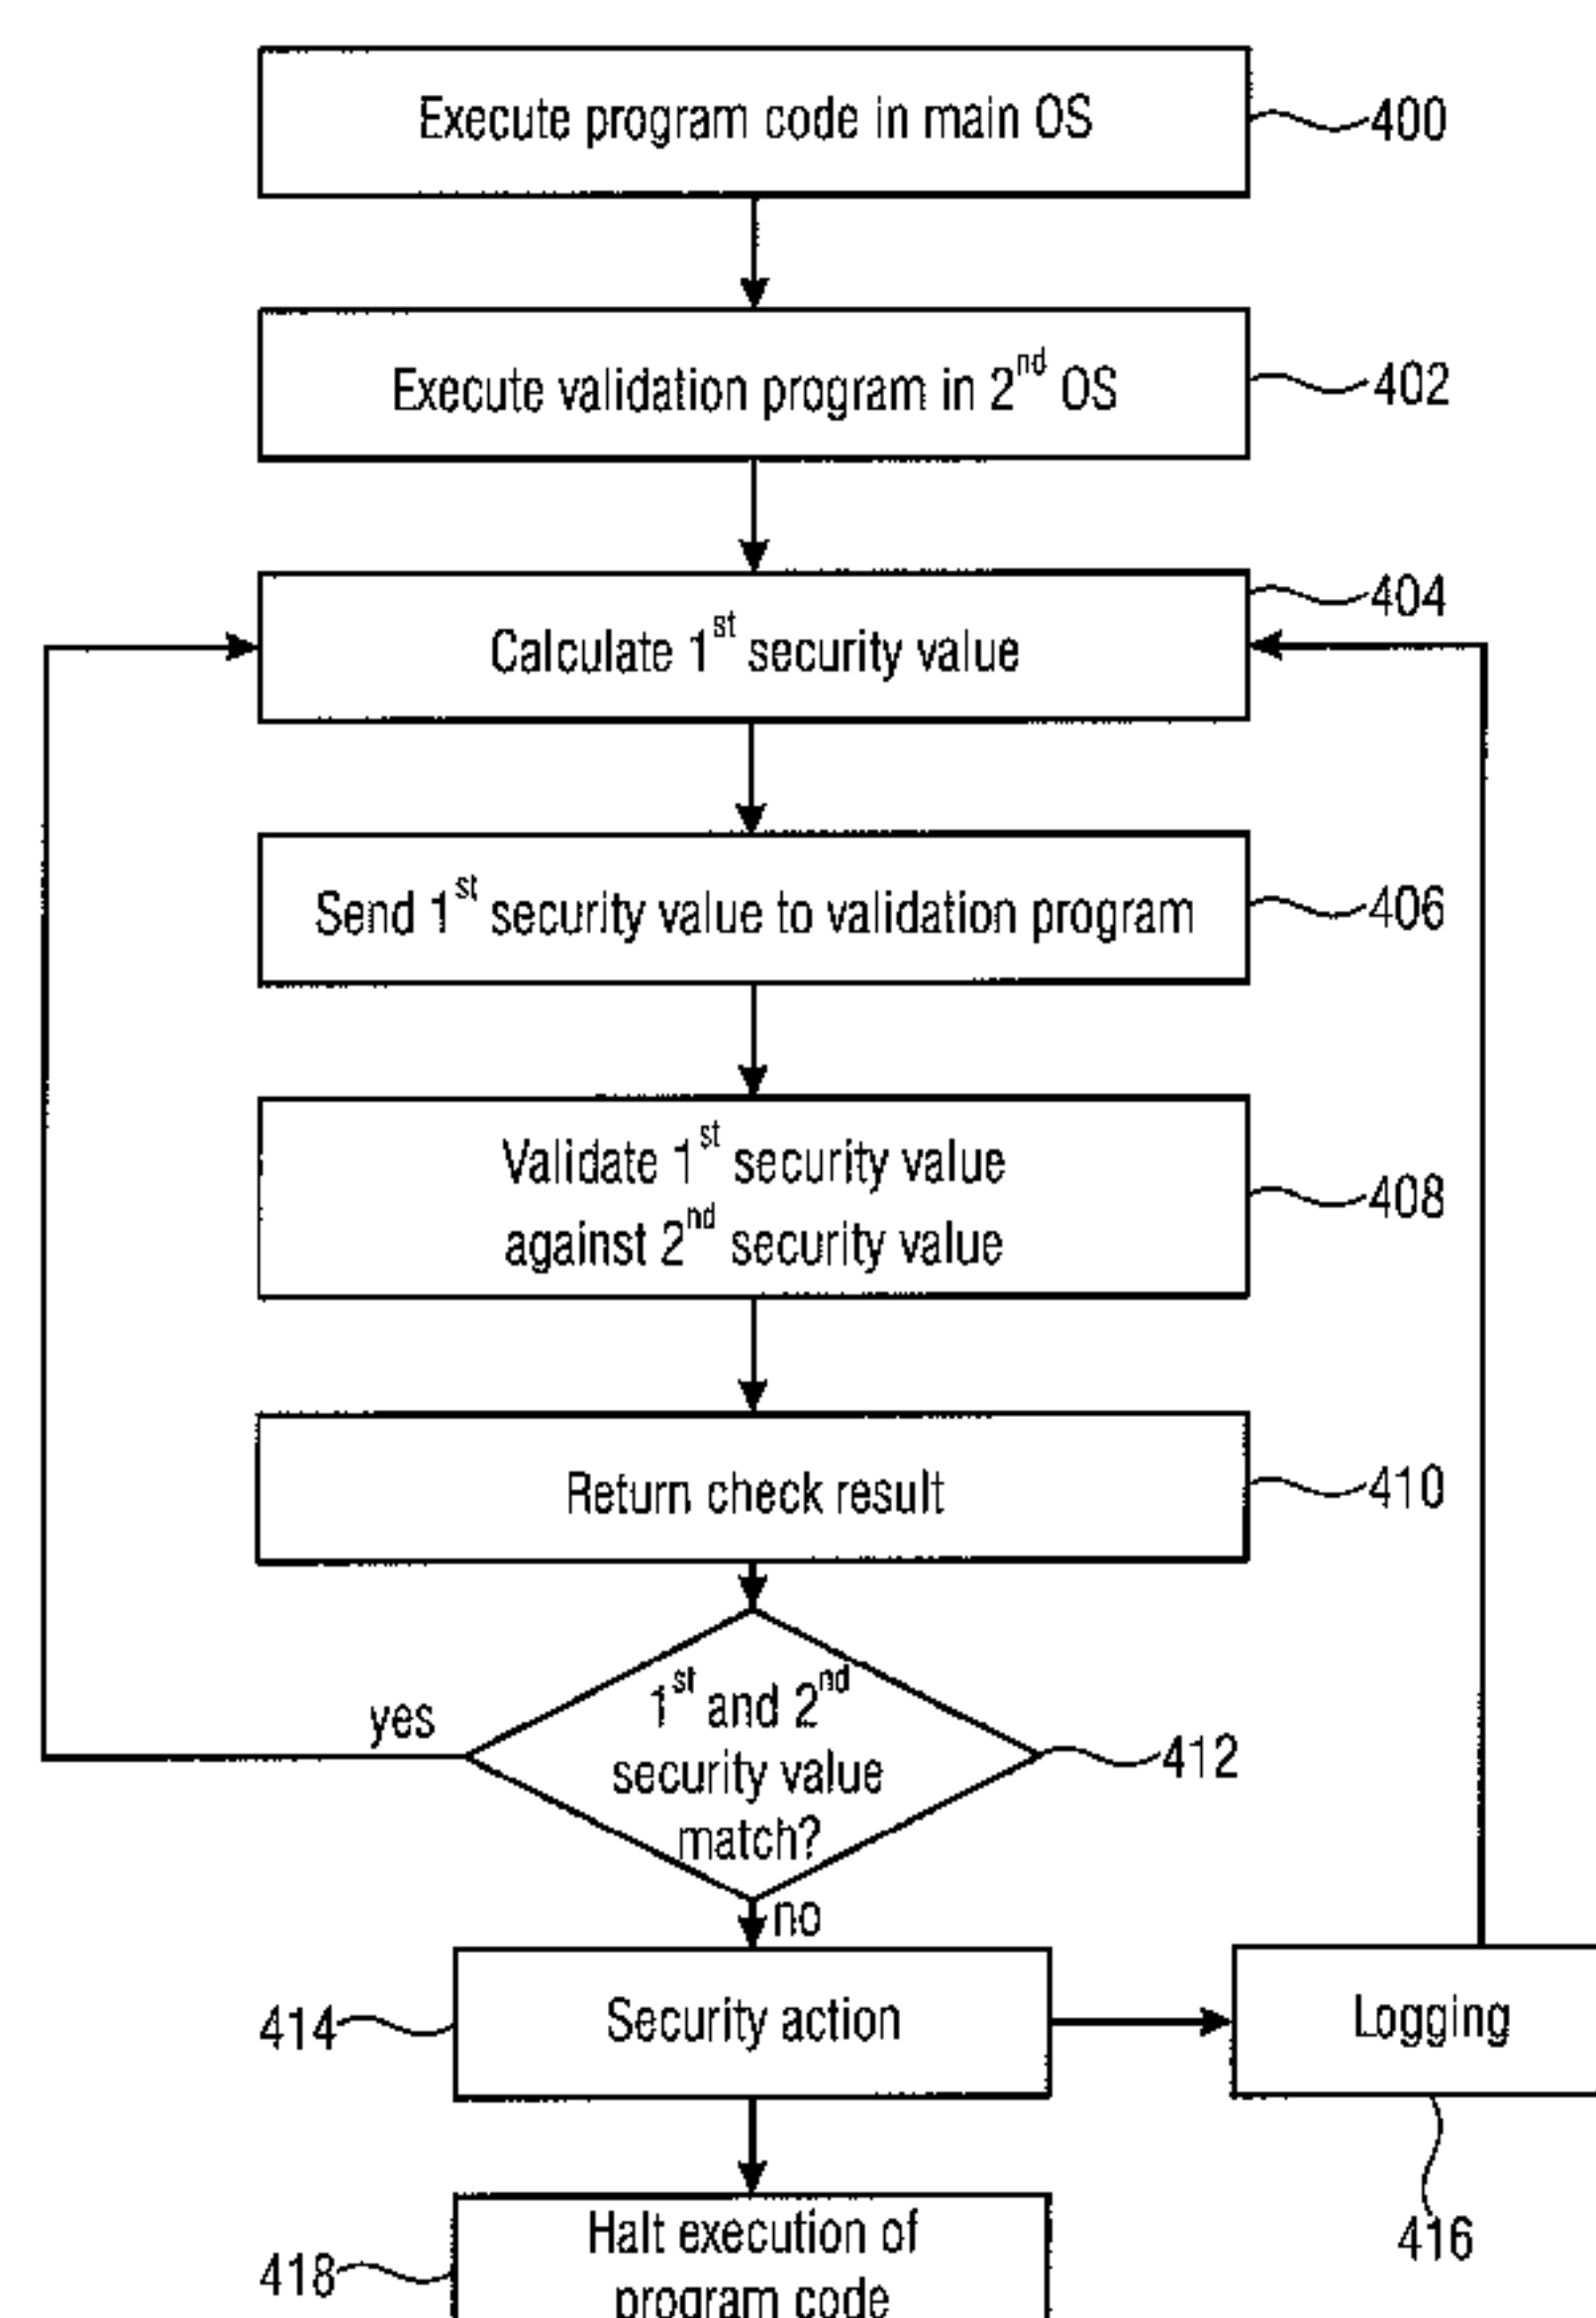 Execute program code in main OS
400
Execute validation program in 2nd OS
402
404
Calculate 1st security value
Send 1st security value to validation program
406
Validate 1st security value
against 2nd security value
408
Return check result
410
1st and 2nd
security value
match?
yes
412
no
414
Security action
Logging
416
418
Halt execution of
program code